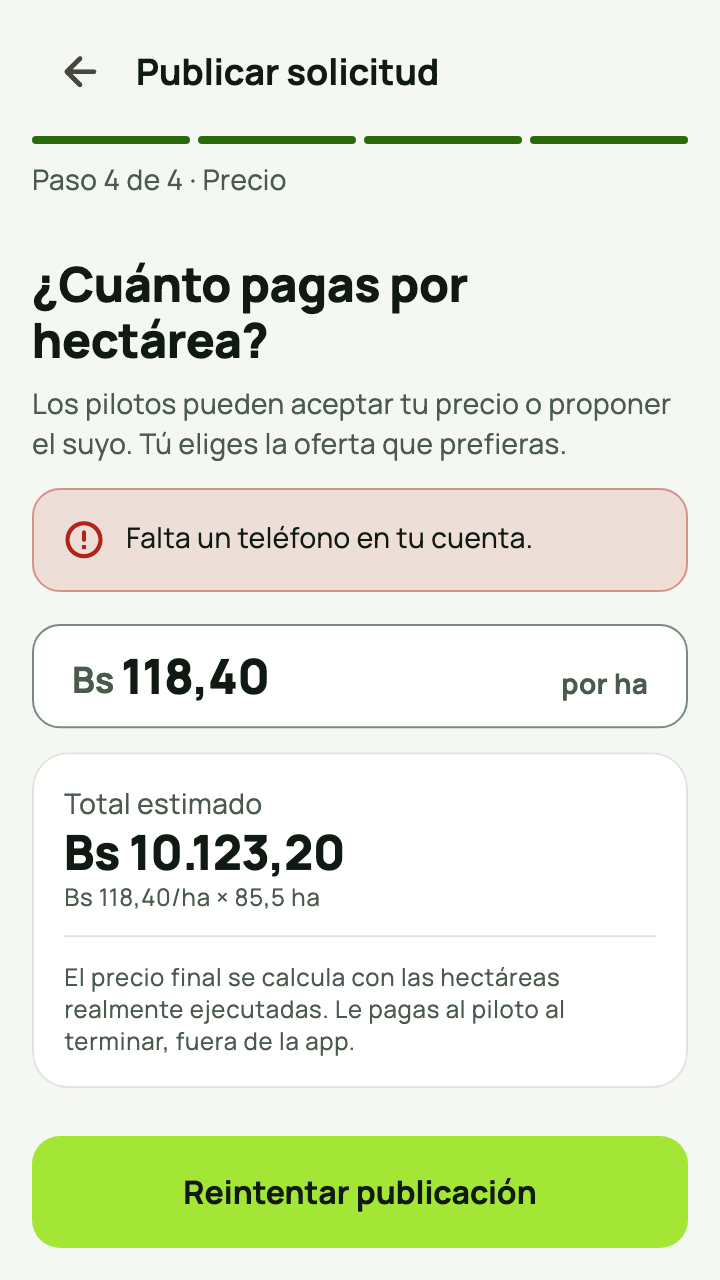 Publicar solicitud
Paso 4 de 4 · Precio
¿Cuánto pagas por
hectárea?
Los pilotos pueden aceptar tu precio o proponer
el suyo. Tú eliges la oferta que prefieras.
Falta un teléfono en tu cuenta.
Bs 118,40 por ha
Total estimado
Bs 10.123,20
Bs 118,40/ha × 85,5 ha
El precio final se calcula con las hectáreas
realmente ejecutadas. Le pagas al piloto al
terminar, fuera de la app.
Reintentar publicación